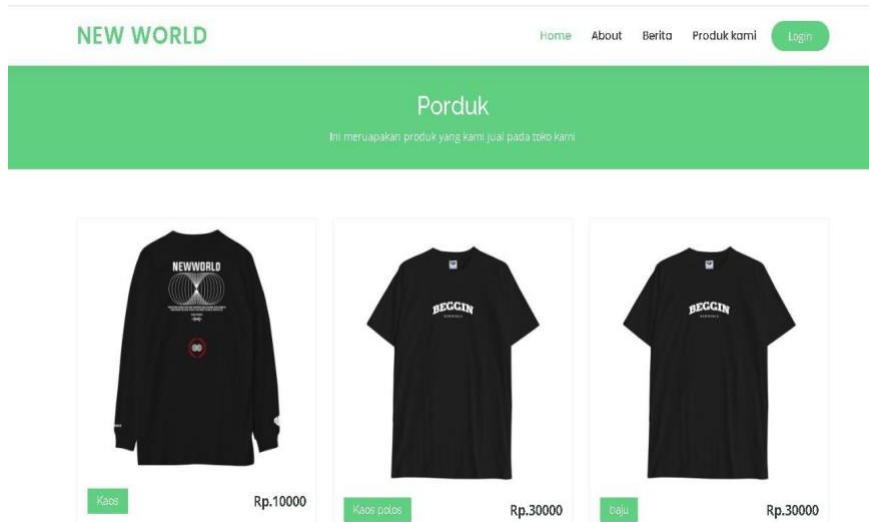 NEW WORLD
Home About Berita Produk kami Login
Porduk
Ini meruapakan produk yang kami jual pada toko kami
NEWWORLD
BEGGIN
BEGGIN
Kaos Rp.10000
Kaos polos Rp.30000
baju Rp.30000